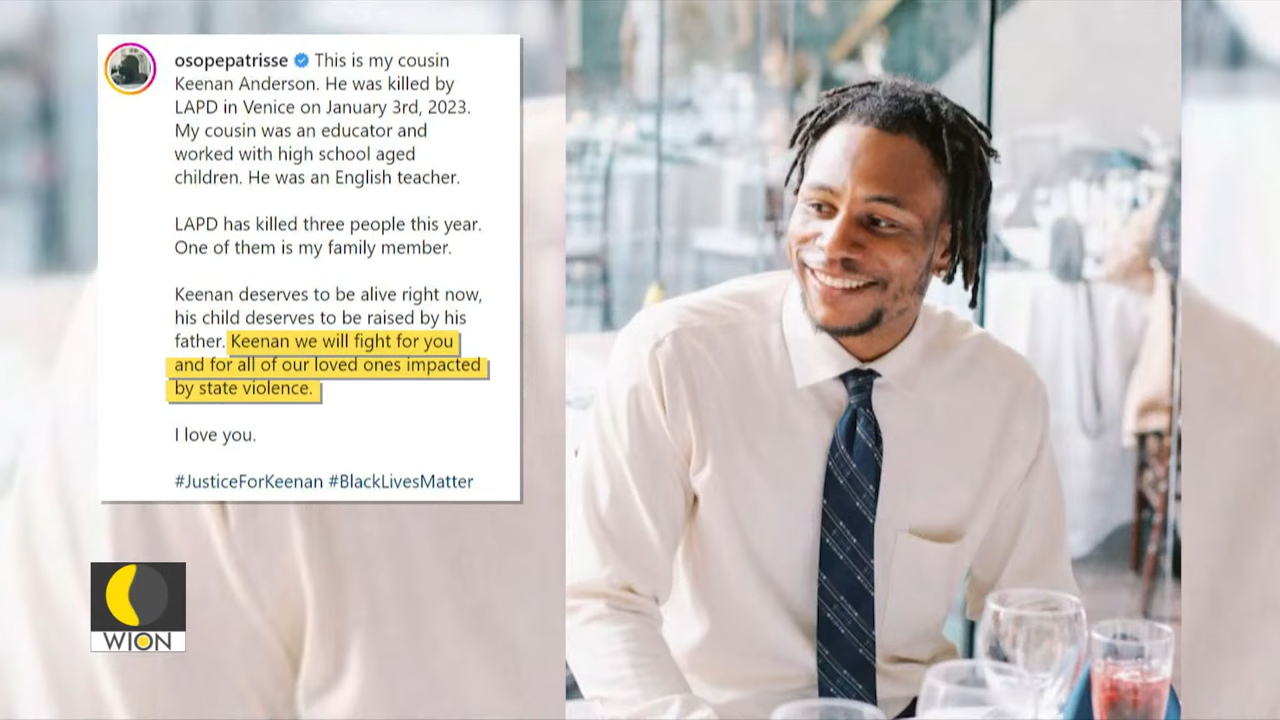 osopepatrisse This is my cousin
Keenan Anderson. He was killed by
LAPD in Venice on January 3rd, 2023.
My cousin was an educator and
worked with high school aged
children. He was an English teacher.
LAPD has killed three people this year.
One of them is my family member.
Keenan deserves to be alive right now,
his child deserves to be raised by his
father. Keenan we will fight for you
and for all of our loved ones impacted
by state violence.
I love you.
#JusticeForKeenan #BlackLivesMatter
WION